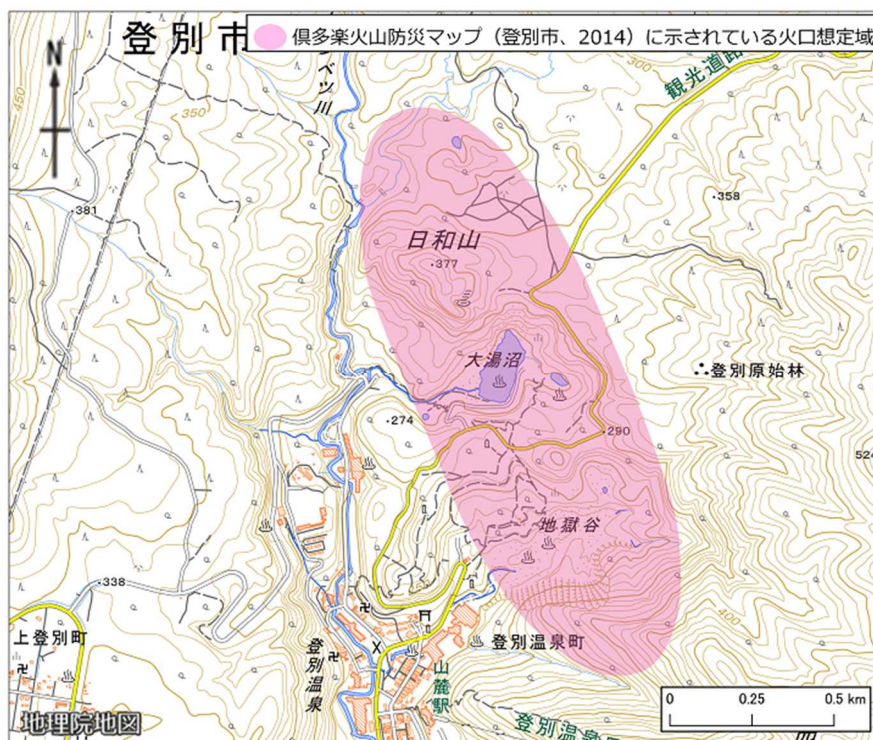 登別市
倶多楽火山防災マップ（登別市、2014）に示されている火口想定域
N
450
350
300
観光道路
381
358
日和山
377
大湯沼
登別原始林
274
290
524
地獄谷
338
400
上登別町
登別温泉
登別温泉町
山麓駅
0 0.25 0.5 km
地理院地図